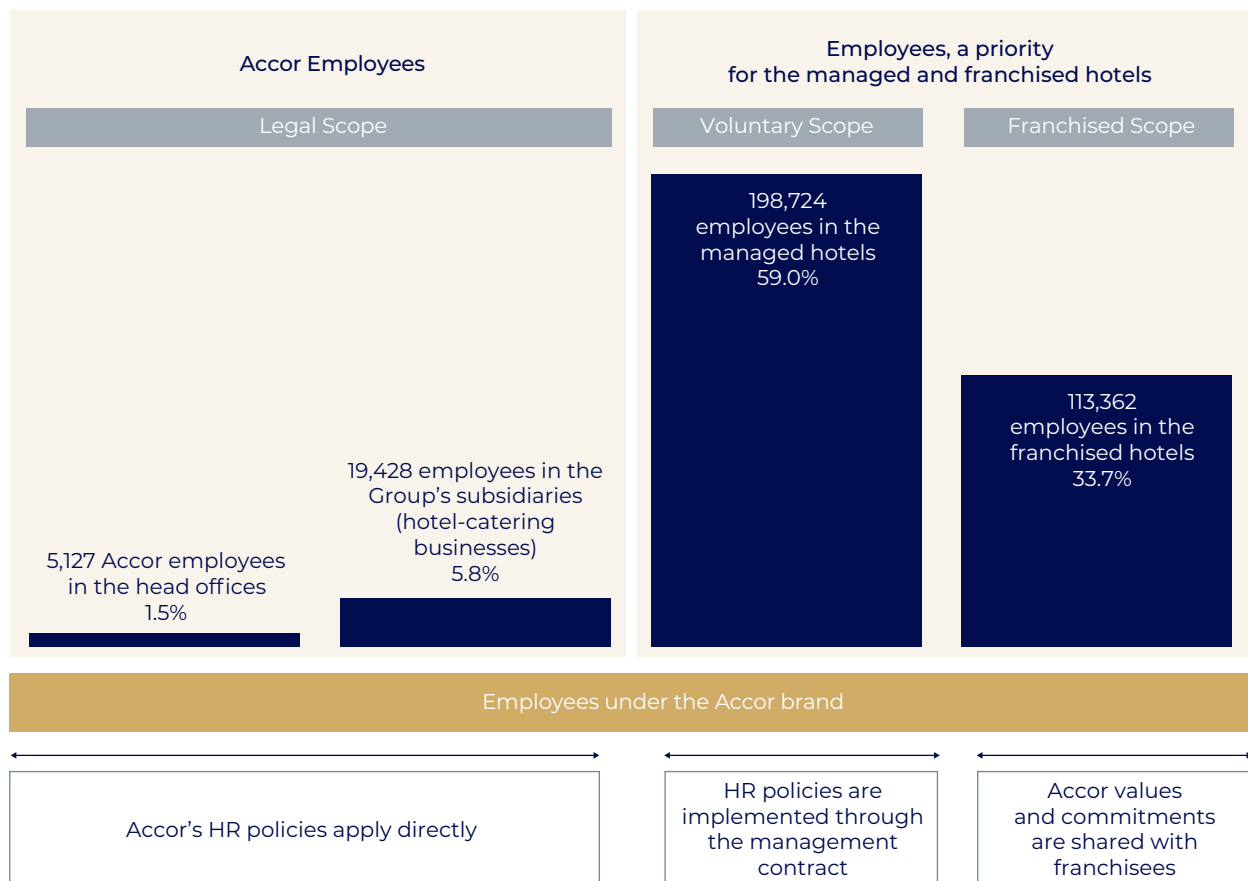 Accor Employees
Legal Scope
5,127 Accor employees
in the head offices
1.5%
19,428 employees in the
Group’s subsidiaries
(hotel-catering
businesses)
5.8%
Employees, a priority
for the managed and franchised hotels
Voluntary Scope
198,724
employees in the
managed hotels
59.0%
Franchised Scope
113,362
employees in the
franchised hotels
33.7%
Employees under the Accor brand
Accor’s HR policies apply directly
HR policies are
implemented through
the management
contract
Accor values
and commitments
are shared with
franchisees